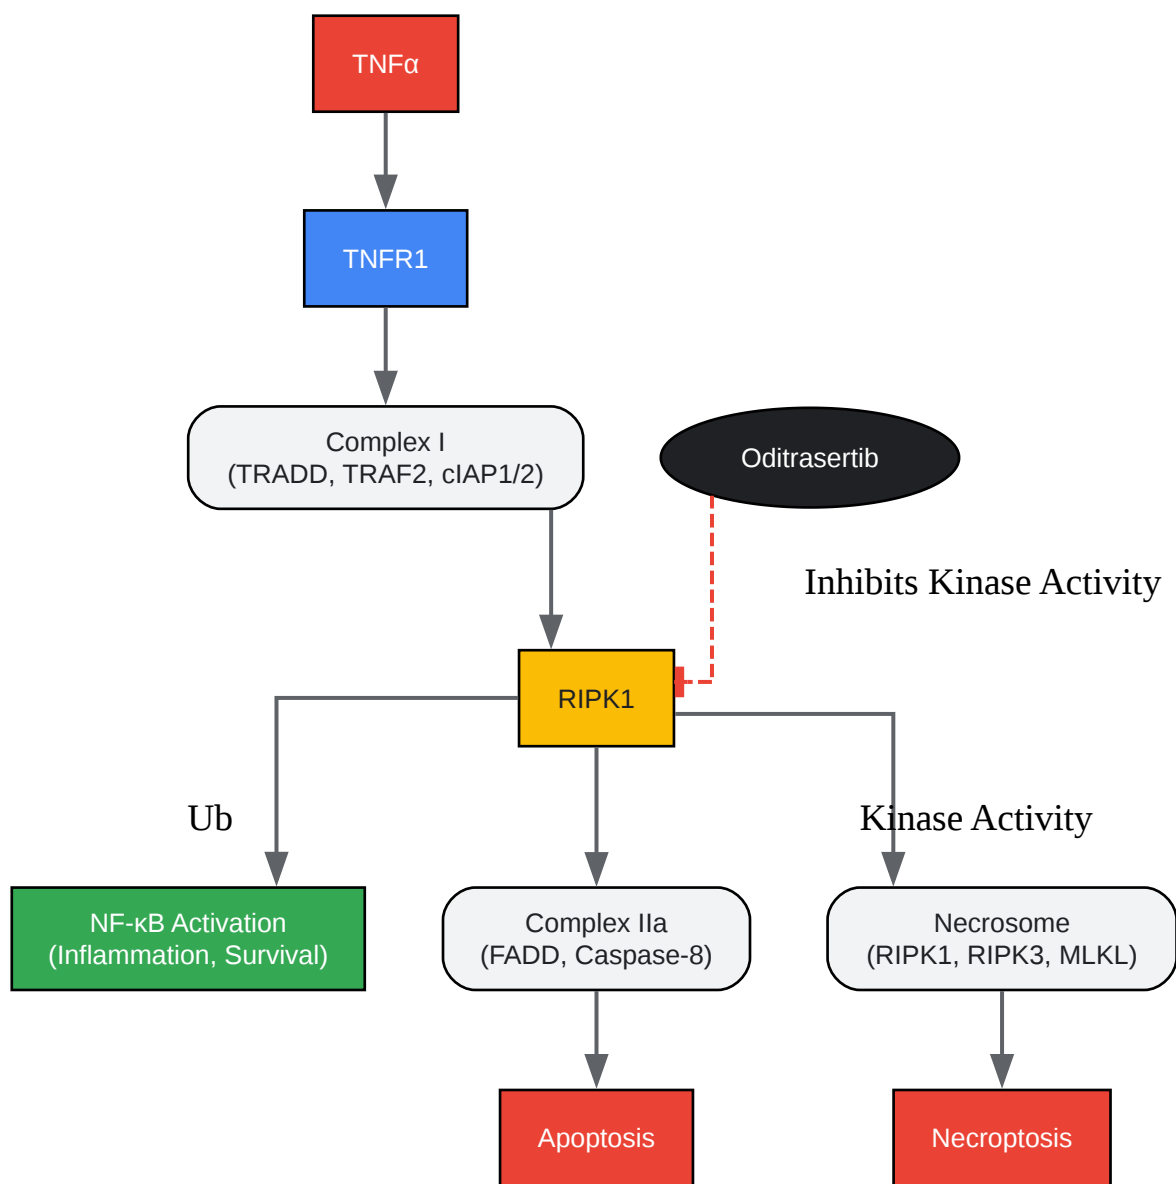 TNFα
TNFR1
Complex I
(TRADD, TRAF2, cIAP1/2)
Oditrasertib
Inhibits Kinase Activity
RIPK1
Ub
Kinase Activity
NF-κB Activation
(Inflammation, Survival)
Complex IIa
(FADD, Caspase-8)
Necrosome
(RIPK1, RIPK3, MLKL)
Apoptosis
Necroptosis